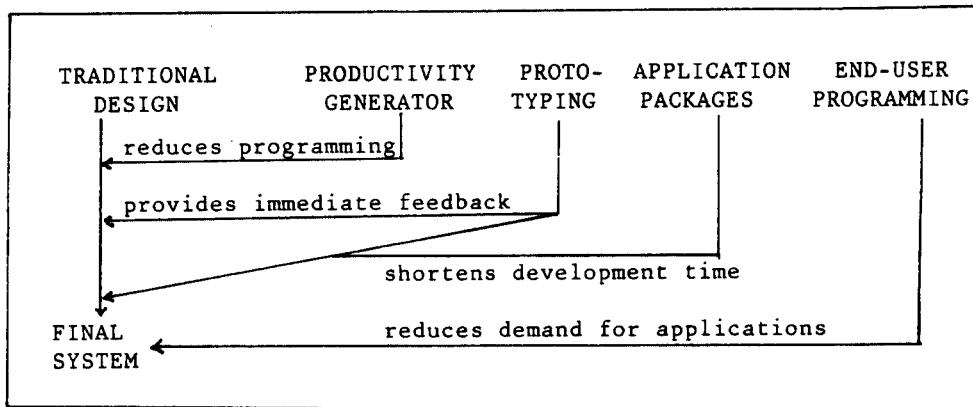 TRADITIONAL DESIGN
PRODUCTIVITY GENERATOR
PROTO-
TYPING
APPLICATION PACKAGES
END-USER PROGRAMMING
reduces programming
provides immediate feedback
shortens development time
reduces demand for applications
FINAL
SYSTEM